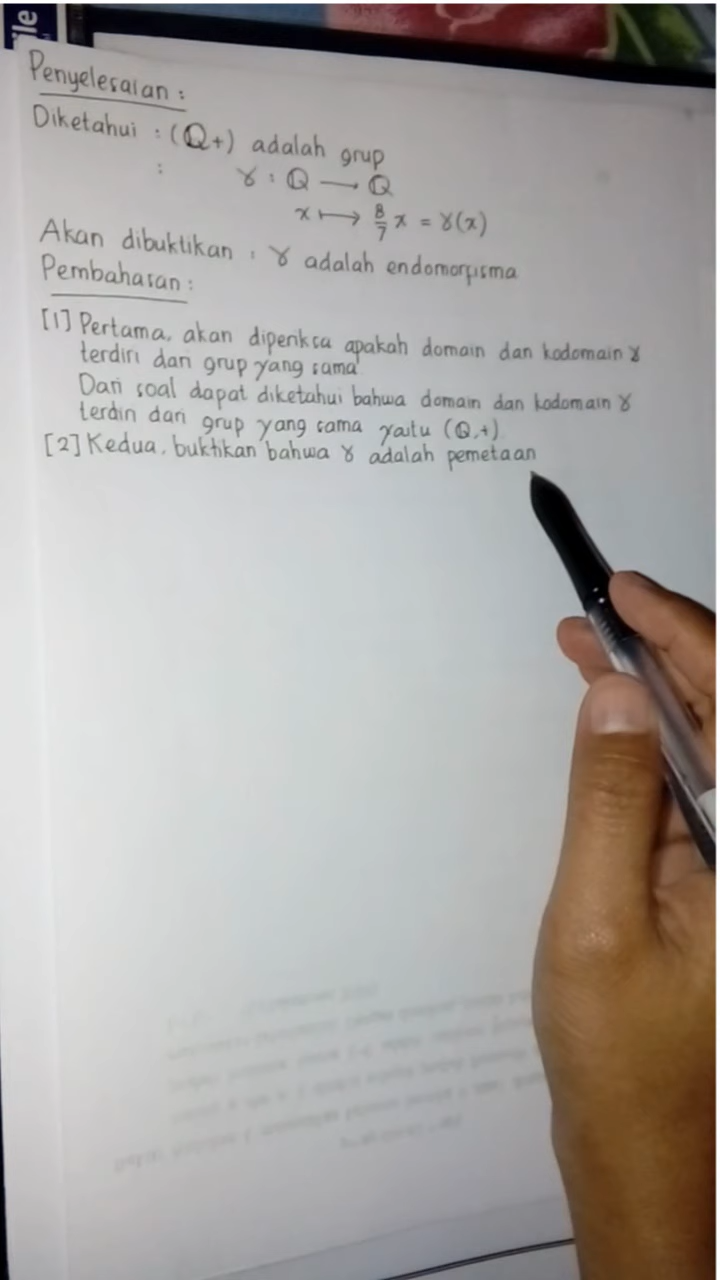 ile
Penyelesaian :
Diketahui : (Q+) adalah grup
: γ : Q → Q
x ↦ 8/7 x = γ(x)
Akan dibuktikan : γ adalah endomorfisma
Pembahasan :
[1] Pertama, akan diperiksa apakah domain dan kodomain γ
terdiri dari grup yang sama
Dari soal dapat diketahui bahwa domain dan kodomain γ
terdiri dari grup yang sama yaitu (Q,+)
[2] Kedua, buktikan bahwa γ adalah pemetaan